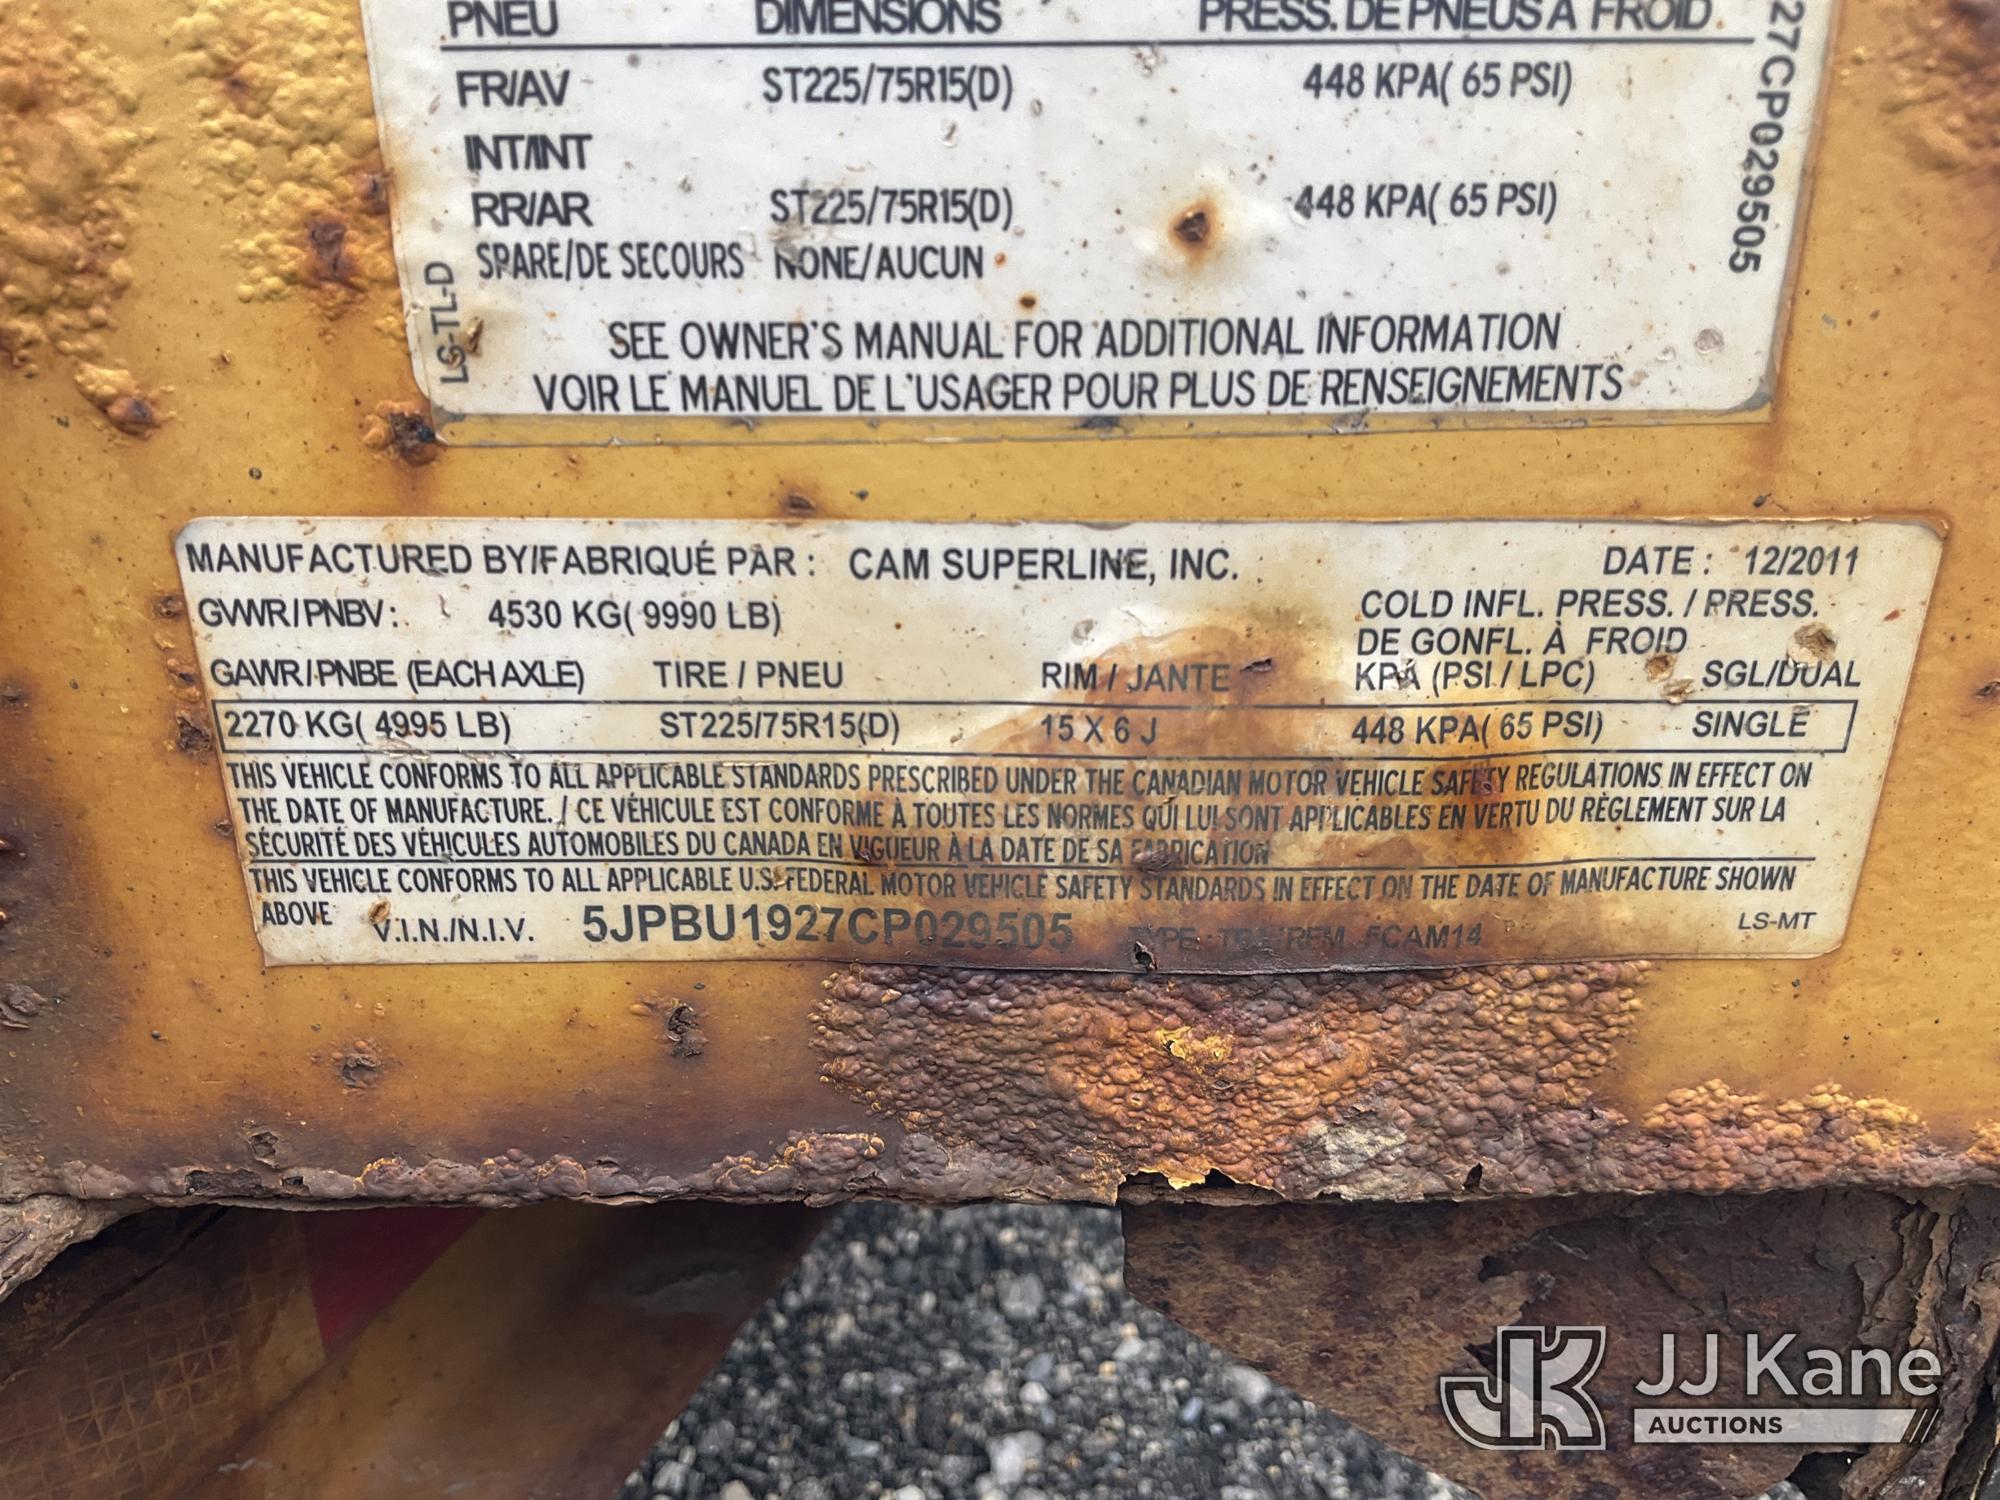 PNEU DIMENSIONS PRESS. DE PNEUS A FROID
FR/AV ST225/75R15(D) 448 KPA( 65 PSI)
INT/INT
RR/AR ST225/75R15(D) 448 KPA( 65 PSI)
SPARE/DE SECOURS NONE/AUCUN
SEE OWNER'S MANUAL FOR ADDITIONAL INFORMATION
VOIR LE MANUEL DE L'USAGER POUR PLUS DE RENSEIGNEMENTS
LS-TL-D
27CP029505
MANUFACTURED BY/FABRIQUÉ PAR : CAM SUPERLINE, INC. DATE : 12/2011
GVWR/PNBV: 4530 KG( 9990 LB)
COLD INFL. PRESS. / PRESS.
DE GONFL. À FROID
GAWR/PNBE (EACH AXLE) TIRE / PNEU RIM / JANTE KPA (PSI / LPC) SGL/DUAL
2270 KG( 4995 LB) ST225/75R15(D) 15 X 6 J 448 KPA( 65 PSI) SINGLE
THIS VEHICLE CONFORMS TO ALL APPLICABLE STANDARDS PRESCRIBED UNDER THE CANADIAN MOTOR VEHICLE SAFETY REGULATIONS IN EFFECT ON
THE DATE OF MANUFACTURE. / CE VÉHICULE EST CONFORME À TOUTES LES NORMES QUI LUI SONT APPLICABLES EN VERTU DU RÈGLEMENT SUR LA
SÉCURITÉ DES VÉHICULES AUTOMOBILES DU CANADA EN VIGUEUR À LA DATE DE SA FABRICATION
THIS VEHICLE CONFORMS TO ALL APPLICABLE U.S. FEDERAL MOTOR VEHICLE SAFETY STANDARDS IN EFFECT ON THE DATE OF MANUFACTURE SHOWN
ABOVE V.I.N./N.I.V. 5JPBU1927CP029505 TYPE : 5CAM14 LS-MT
JK JJ Kane
AUCTIONS